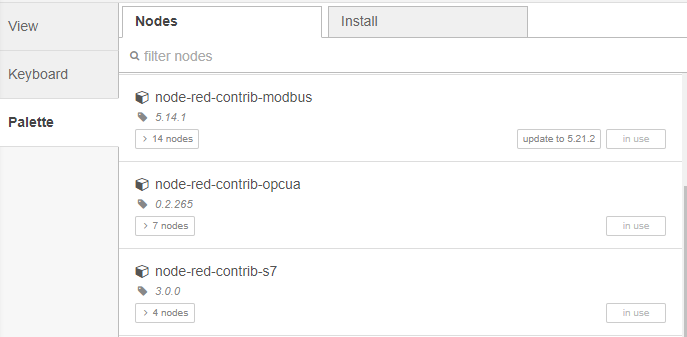 View
Keyboard
Palette
Nodes
Install
filter nodes
node-red-contrib-modbus
5.14.1
14 nodes
update to 5.21.2
in use
node-red-contrib-opcua
0.2.265
7 nodes
in use
node-red-contrib-s7
3.0.0
4 nodes
in use